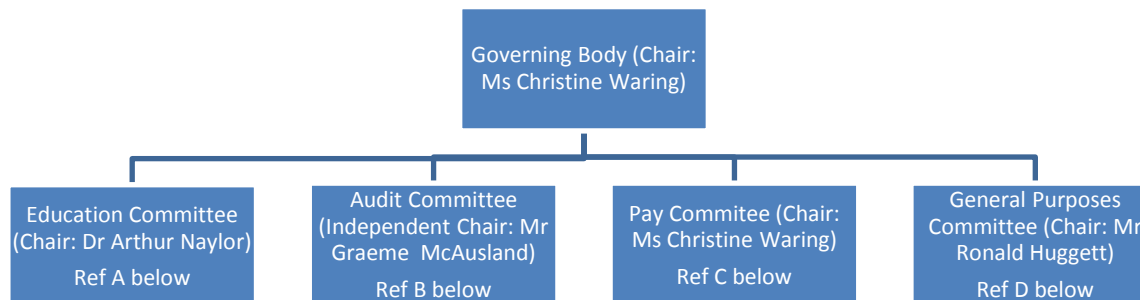 Governing Body (Chair:
Ms Christine Waring)
Education Committee
(Chair: Dr Arthur Naylor)
Ref A below
Audit Committee
(Independent Chair: Mr
Graeme McAusland)
Ref B below
Pay Commitee (Chair:
Ms Christine Waring)
Ref C below
General Purposes
Committee (Chair: Mr
Ronald Huggett)
Ref D below